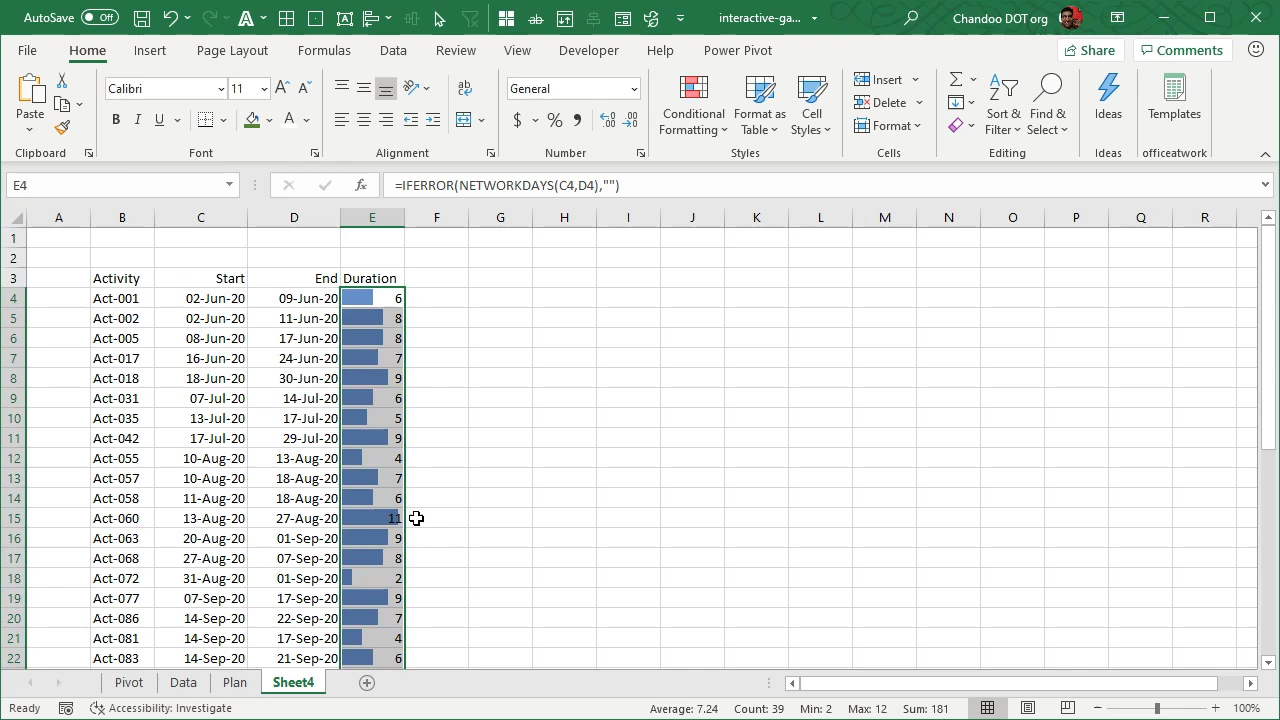 AutoSave Off interactive-ga... Chandoo DOT org
File Home Insert Page Layout Formulas Data Review View Developer Help Power Pivot Share Comments
Calibri 11 General
Paste
Conditional Formatting Format as Table Cell Styles
Insert
Delete
Format
Sort & Filter Find & Select
Ideas
Templates
Clipboard Font Alignment Number Styles Cells Editing Ideas officeatwork
E4 fx =IFERROR(NETWORKDAYS(C4,D4),"")
A B C D E F G H I J K L M N O P Q R
1
2
3 Activity Start End Duration
4 Act-001 02-Jun-20 09-Jun-20 6
5 Act-002 02-Jun-20 11-Jun-20 8
6 Act-005 08-Jun-20 17-Jun-20 8
7 Act-017 16-Jun-20 24-Jun-20 7
8 Act-018 18-Jun-20 30-Jun-20 9
9 Act-031 07-Jul-20 14-Jul-20 6
10 Act-035 13-Jul-20 17-Jul-20 5
11 Act-042 17-Jul-20 29-Jul-20 9
12 Act-055 10-Aug-20 13-Aug-20 4
13 Act-057 10-Aug-20 18-Aug-20 7
14 Act-058 11-Aug-20 18-Aug-20 6
15 Act-060 13-Aug-20 27-Aug-20 11
16 Act-063 20-Aug-20 01-Sep-20 9
17 Act-068 27-Aug-20 07-Sep-20 8
18 Act-072 31-Aug-20 01-Sep-20 2
19 Act-077 07-Sep-20 17-Sep-20 9
20 Act-086 14-Sep-20 22-Sep-20 7
21 Act-081 14-Sep-20 17-Sep-20 4
22 Act-083 14-Sep-20 21-Sep-20 6
Pivot Data Plan Sheet4
Ready Accessibility: Investigate Average: 7.24 Count: 39 Min: 2 Max: 12 Sum: 181 100%